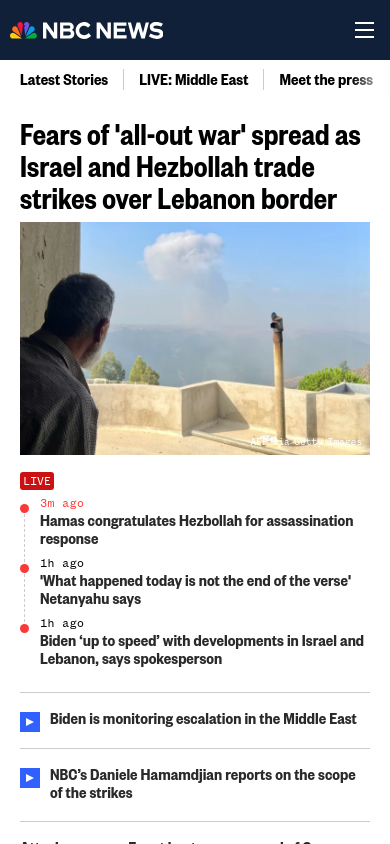 NBC NEWS
Latest Stories
LIVE: Middle East
Meet the press
Fears of 'all-out war' spread as
Israel and Hezbollah trade
strikes over Lebanon border
via Getty Images
LIVE
3m ago
Hamas congratulates Hezbollah for assassination
response
1h ago
'What happened today is not the end of the verse'
Netanyahu says
1h ago
Biden ‘up to speed’ with developments in Israel and
Lebanon, says spokesperson
Biden is monitoring escalation in the Middle East
NBC’s Daniele Hamamdjian reports on the scope
of the strikes